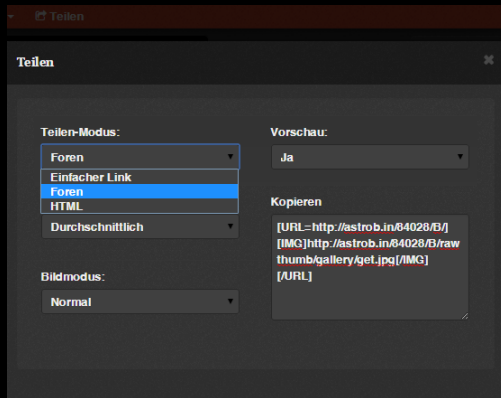 Teilen
Teilen
Teilen-Modus:
Foren
Einfacher Link
Foren
HTML
Durchschnittlich
Bildmodus:
Normal
Vorschau:
Ja
Kopieren
[URL=http://astrob.in/84028/B/]
[IMG]http://astrob.in/84028/B/raw
thumb/gallery/get.jpg[/IMG]
[/URL]